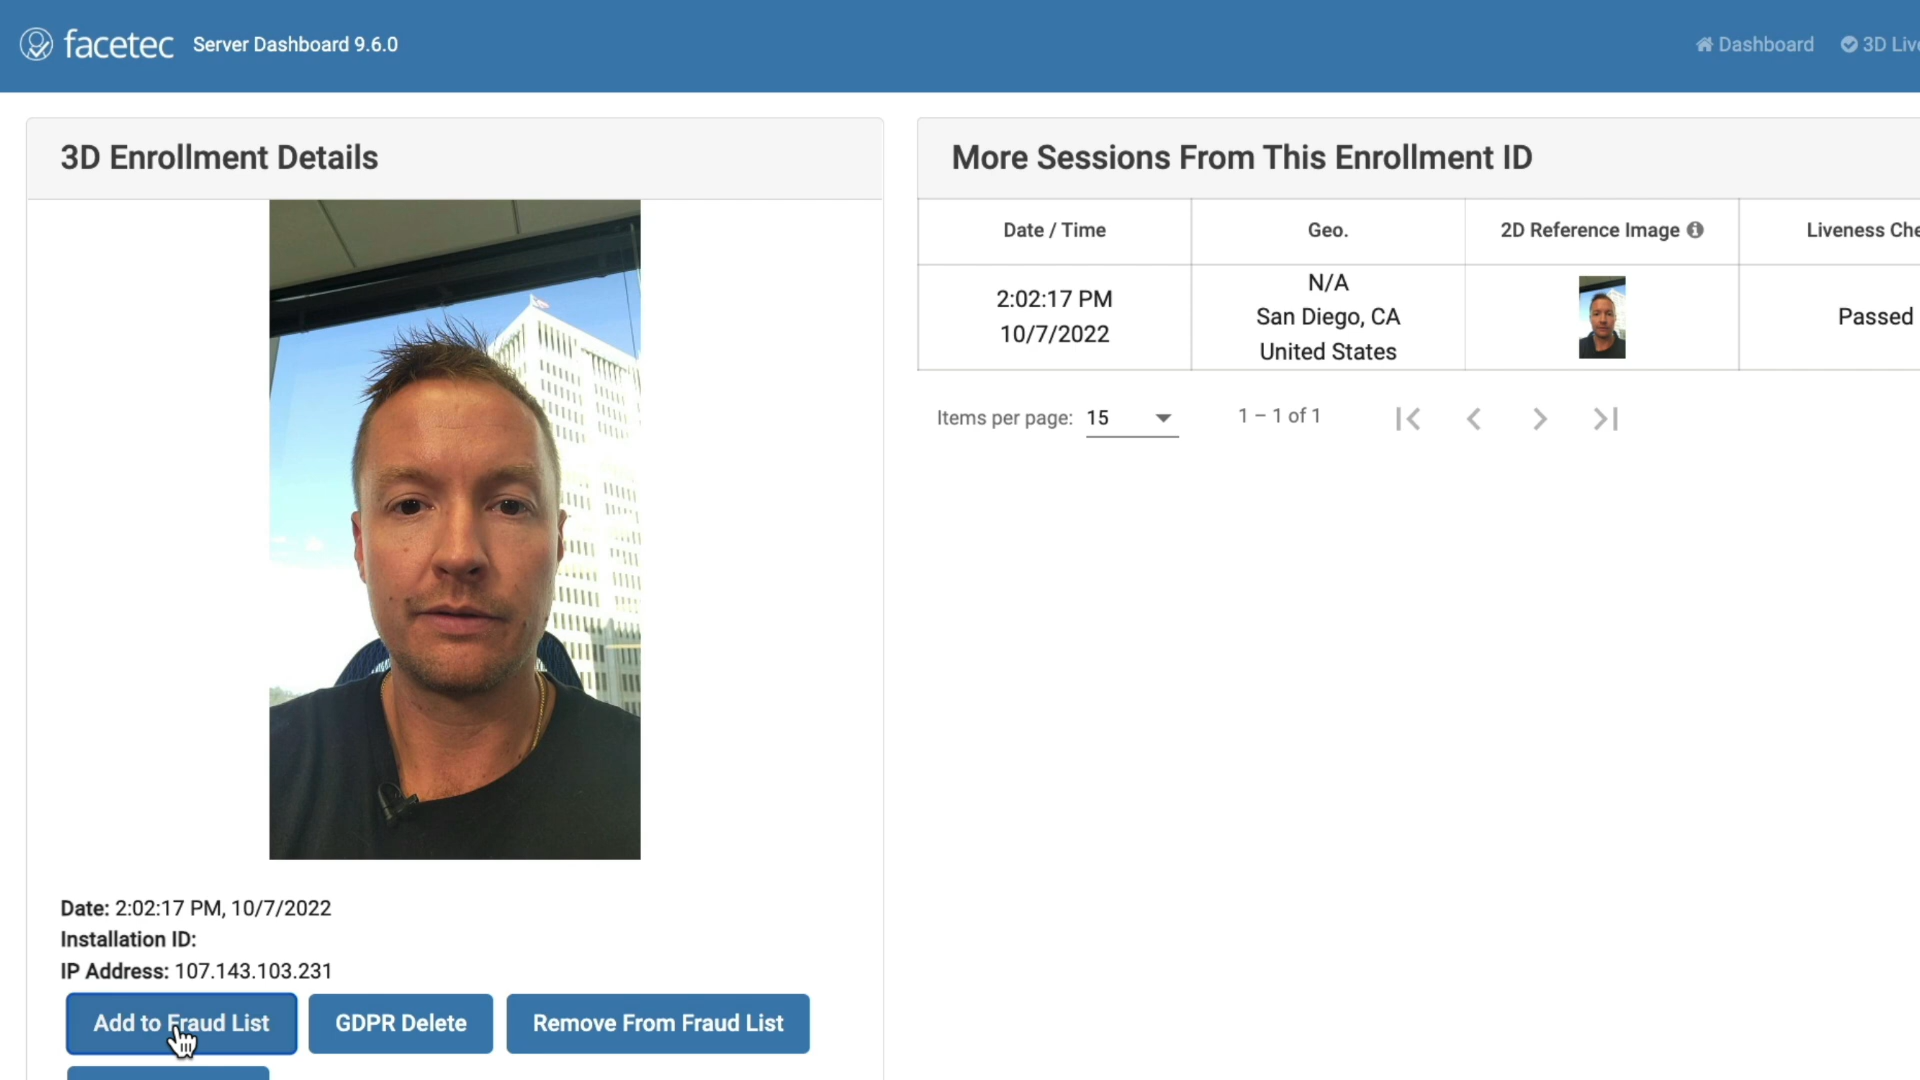 facetec Server Dashboard 9.6.0
Dashboard
3D Live
3D Enrollment Details
Date: 2:02:17 PM, 10/7/2022
Installation ID:
IP Address: 107.143.103.231
Add to Fraud List
GDPR Delete
Remove From Fraud List
More Sessions From This Enrollment ID
Date / Time
Geo.
2D Reference Image
Liveness Che
2:02:17 PM
10/7/2022
N/A
San Diego, CA
United States
Passed
Items per page: 15
1 – 1 of 1